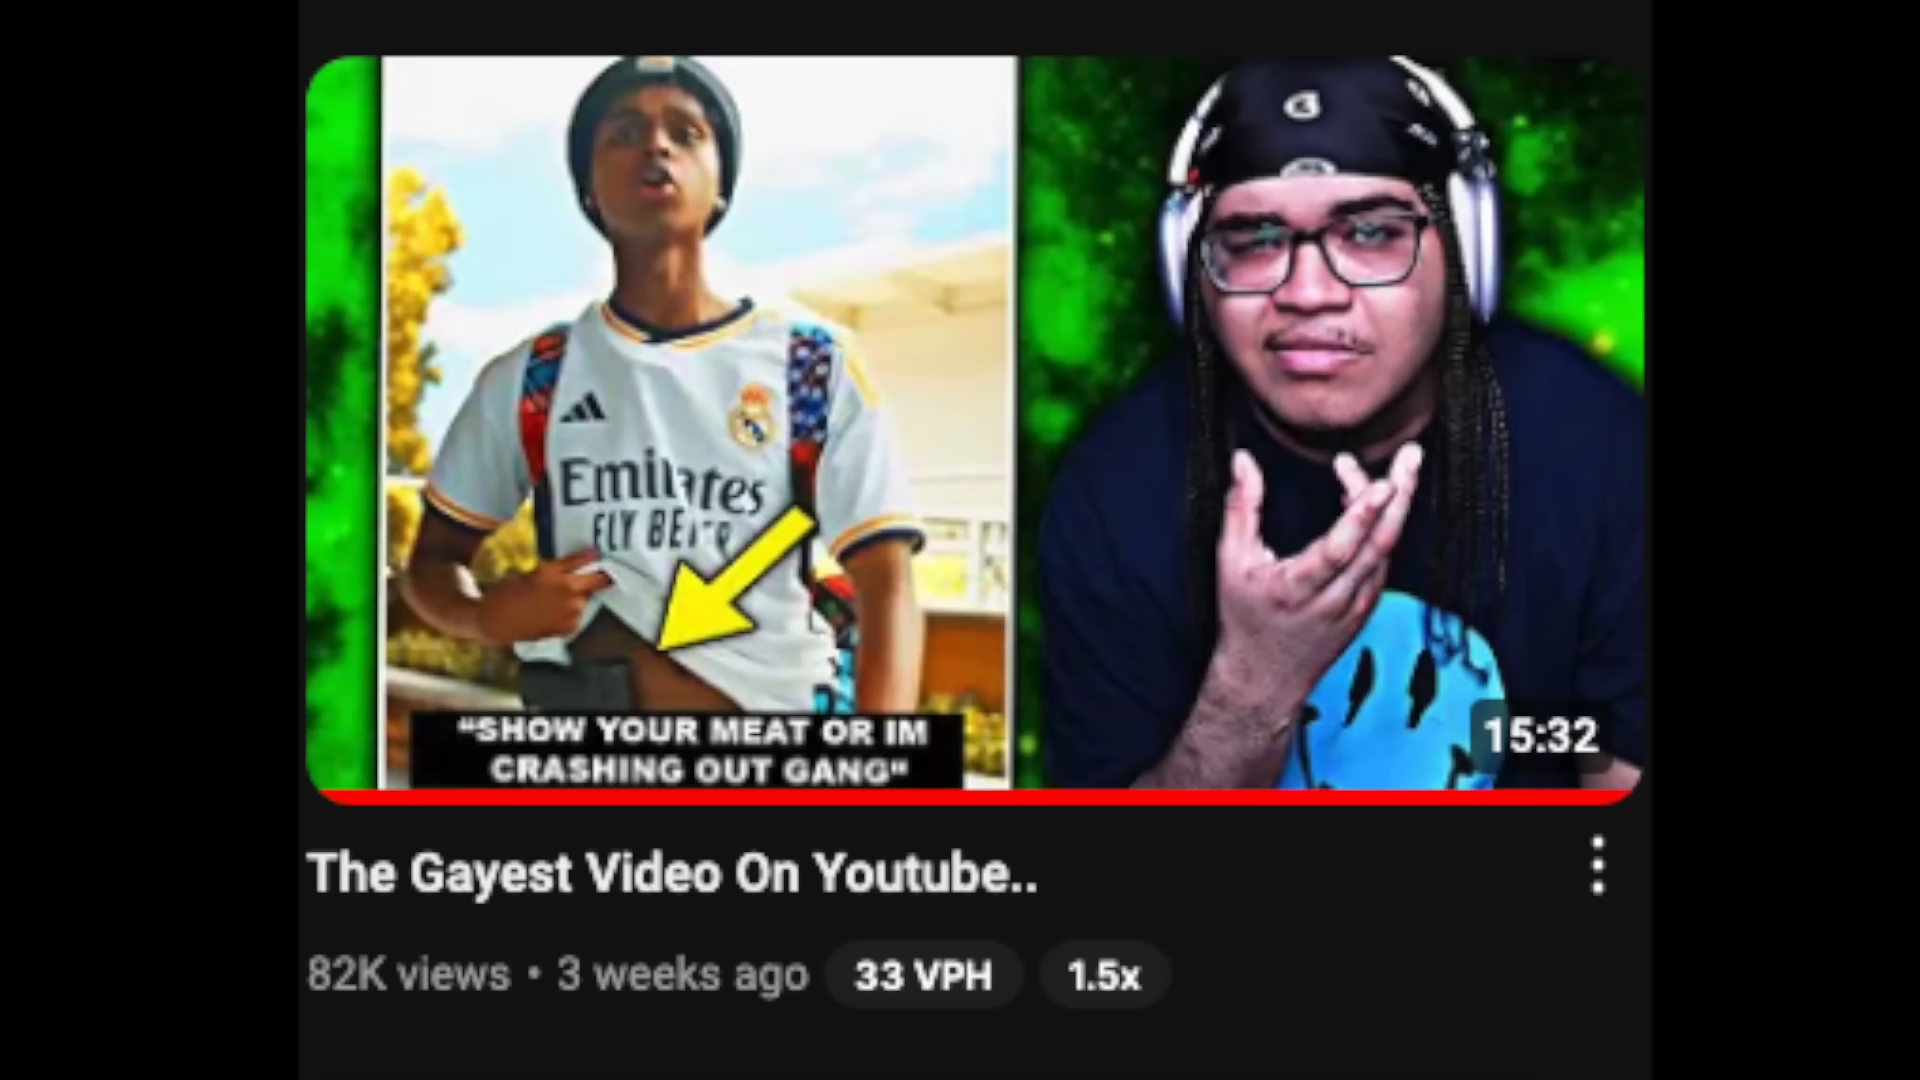 Emirates
FLY BETTER
“SHOW YOUR MEAT OR IM
CRASHING OUT GANG"
15:32
The Gayest Video On Youtube..
82K views • 3 weeks ago 33 VPH 1.5x